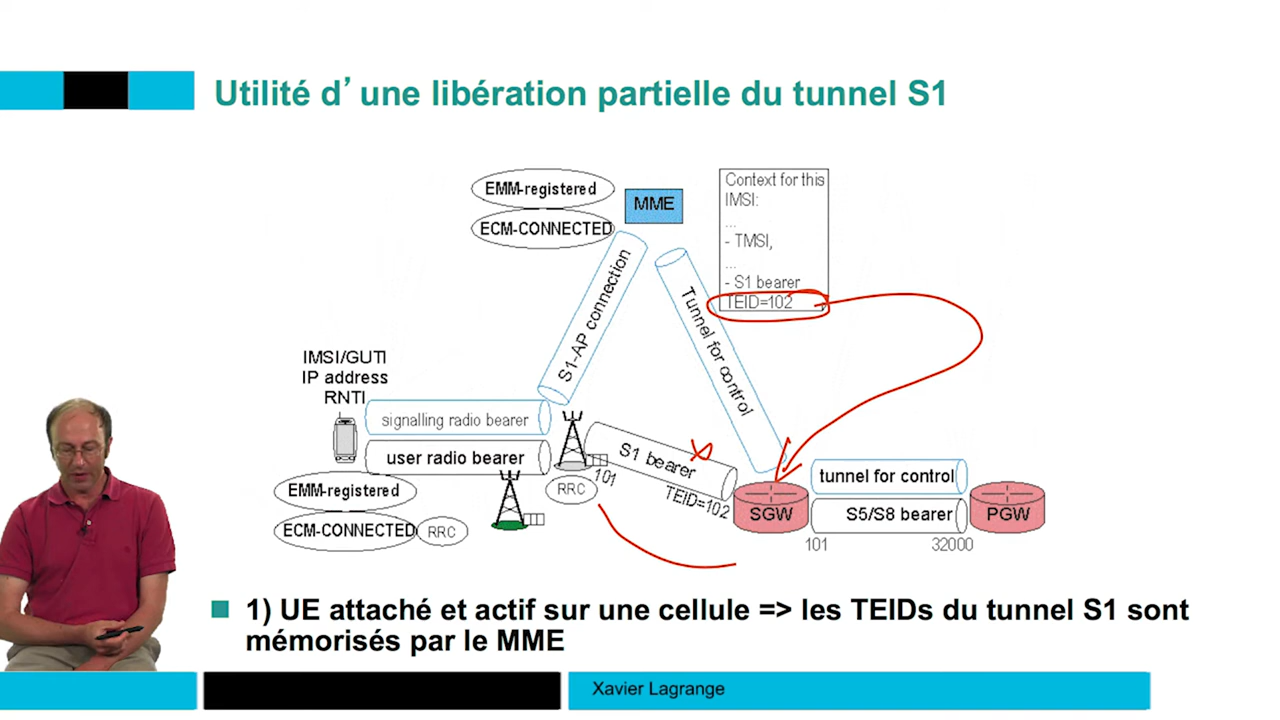 Utilité d’une libération partielle du tunnel S1
EMM-registered
ECM-CONNECTED
MME
Context for this
IMSI:
...
- TMSI,
...
- S1 bearer
TEID=102
S1-AP connection
Tunnel for control
IMSI/GUTI
IP address
RNTI
signalling radio bearer
user radio bearer
S1 bearer
101
TEID=102
RRC
EMM-registered
ECM-CONNECTED
RRC
SGW
tunnel for control
S5/S8 bearer
PGW
101
32000
1) UE attaché et actif sur une cellule => les TEIDs du tunnel S1 sont
mémorisés par le MME
Xavier Lagrange